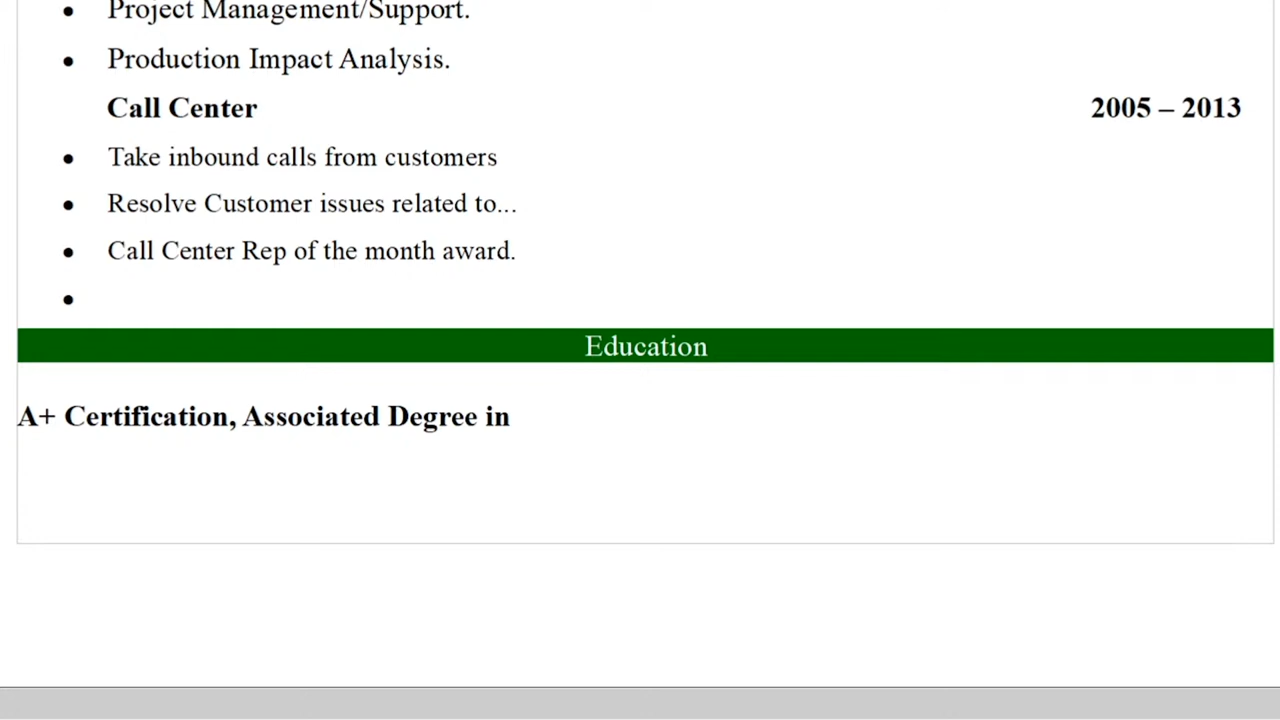 Project Management/Support.
Production Impact Analysis.
Call Center 2005 – 2013
Take inbound calls from customers
Resolve Customer issues related to...
Call Center Rep of the month award.
Education
A+ Certification, Associated Degree in